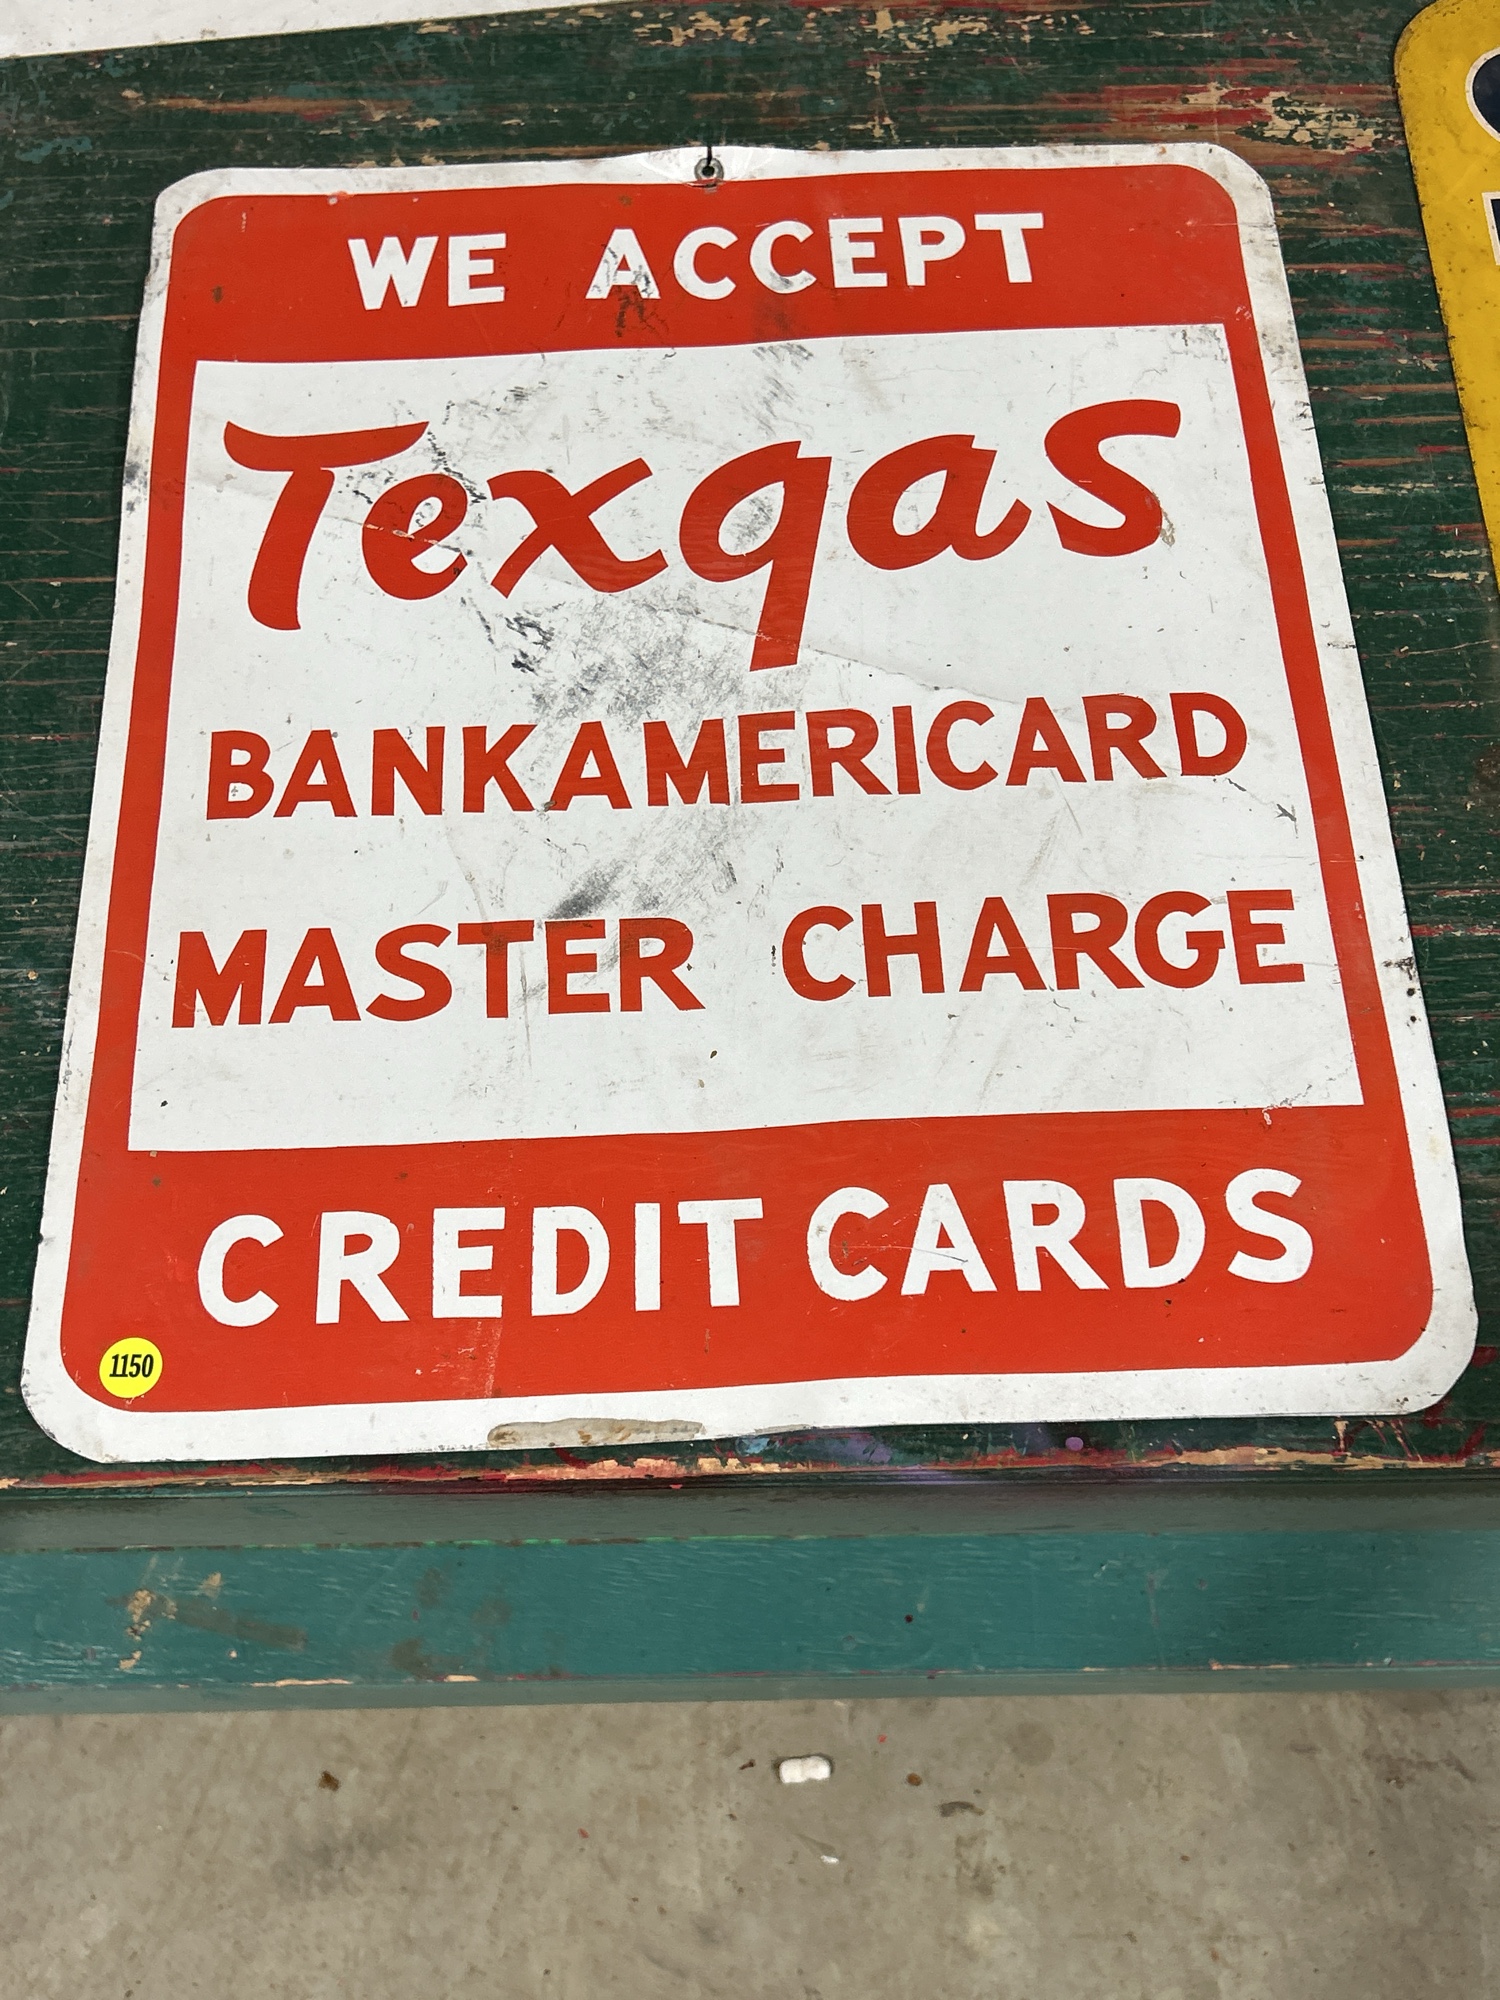 WE ACCEPT
Texgas
BANKAMERICARD
MASTER CHARGE
CREDIT CARDS
1150